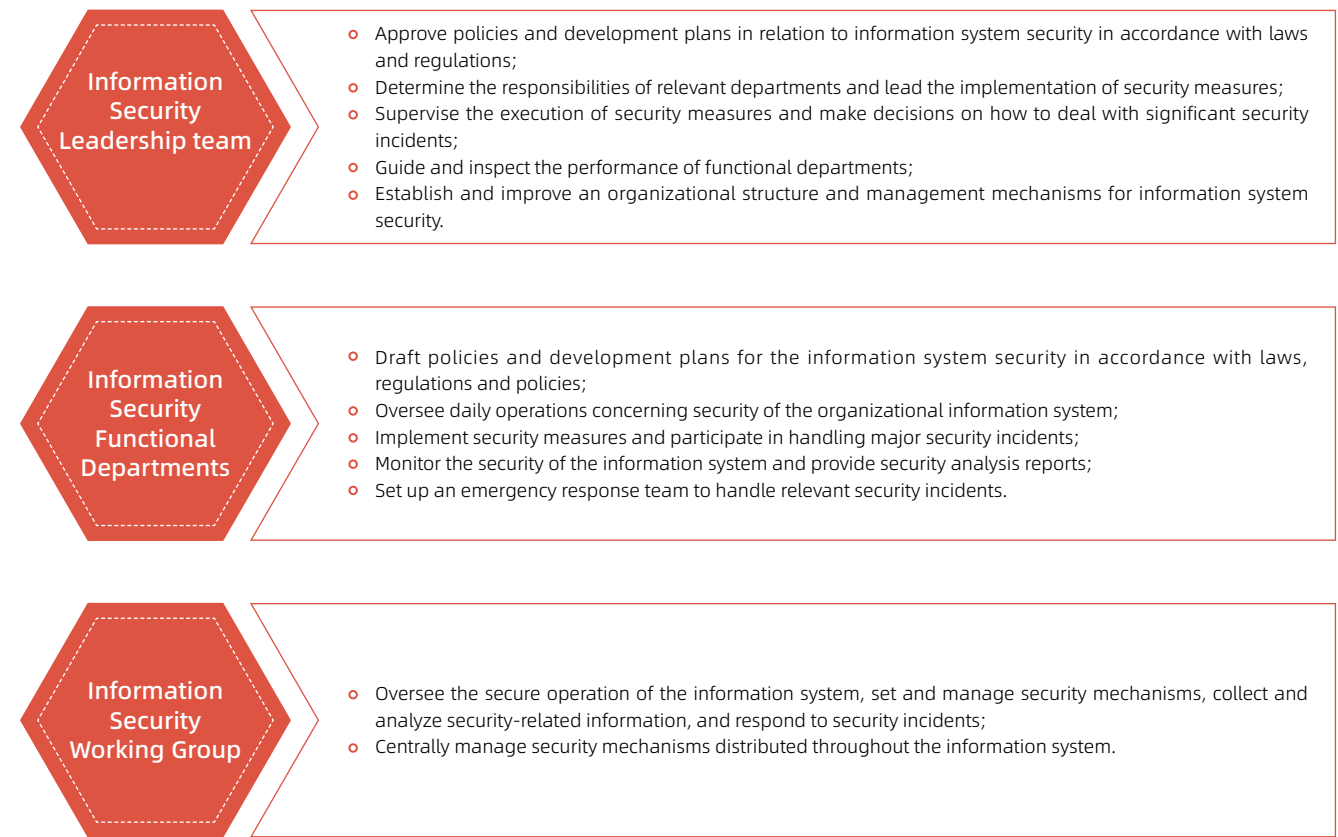 Information
Security
Leadership team
Approve policies and development plans in relation to information system security in accordance with laws
and regulations;
Determine the responsibilities of relevant departments and lead the implementation of security measures;
Supervise the execution of security measures and make decisions on how to deal with significant security
incidents;
Guide and inspect the performance of functional departments;
Establish and improve an organizational structure and management mechanisms for information system
security.
Information
Security
Functional
Departments
Draft policies and development plans for the information system security in accordance with laws,
regulations and policies;
Oversee daily operations concerning security of the organizational information system;
Implement security measures and participate in handling major security incidents;
Monitor the security of the information system and provide security analysis reports;
Set up an emergency response team to handle relevant security incidents.
Information
Security
Working Group
Oversee the secure operation of the information system, set and manage security mechanisms, collect and
analyze security-related information, and respond to security incidents;
Centrally manage security mechanisms distributed throughout the information system.